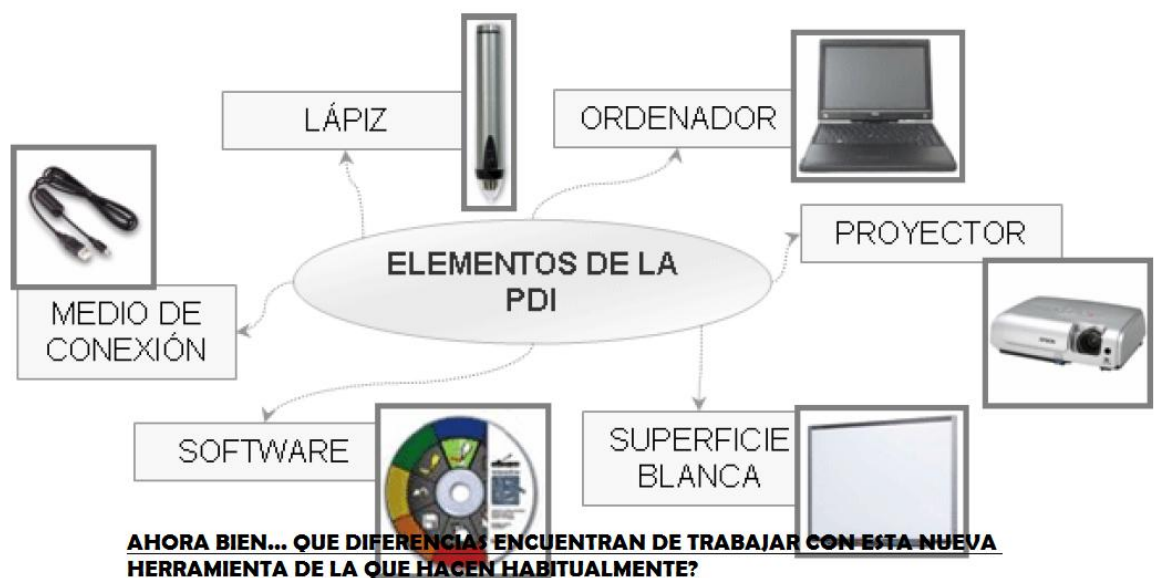 LÁPIZ
ORDENADOR
PROYECTOR
ELEMENTOS DE LA
PDI
MEDIO DE
CONEXIÓN
EPSON
SOFTWARE
SUPERFICIE
BLANCA
AHORA BIEN... QUE DIFERENCIAS ENCUENTRAN DE TRABAJAR CON ESTA NUEVA
HERRAMIENTA DE LA QUE HACEN HABITUALMENTE?